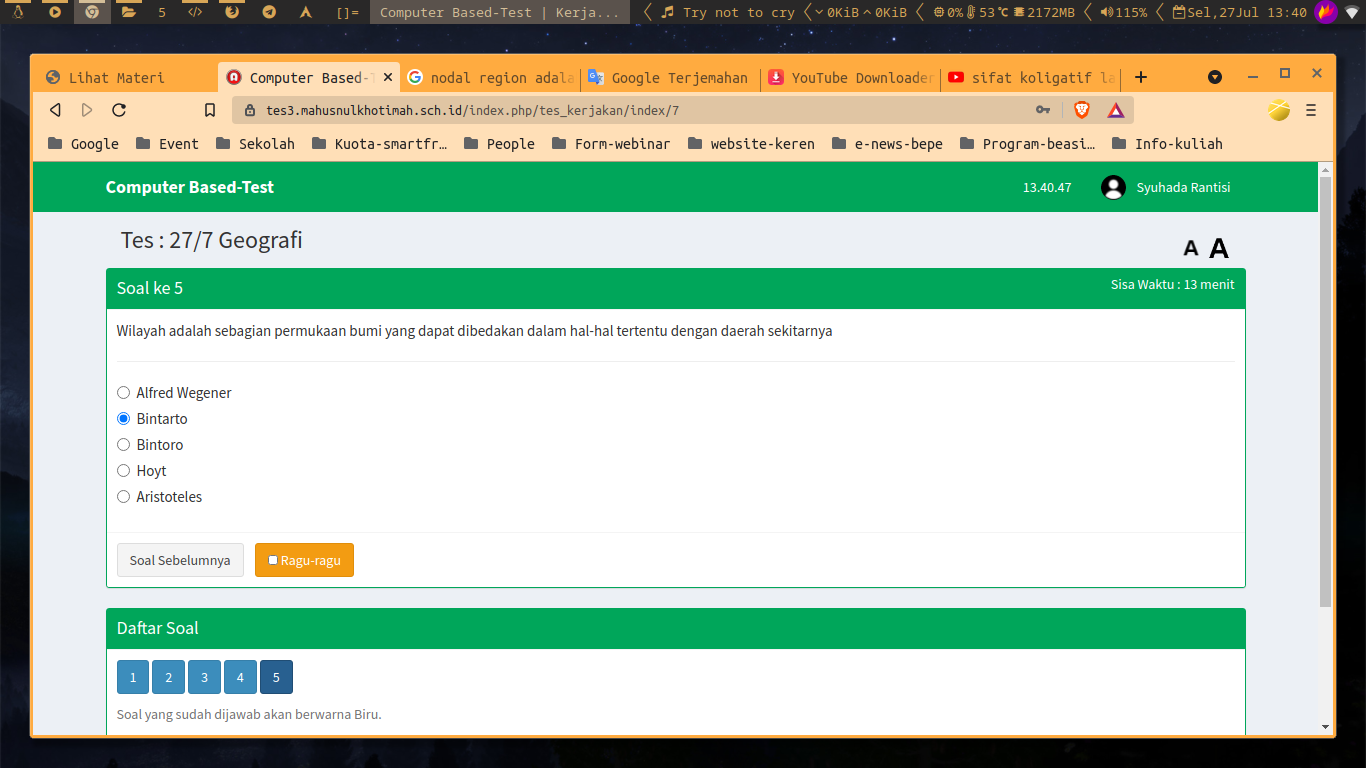 5 </> []= Computer Based-Test | Kerja... Try not to cry 0KiB 0KiB 0% 53℃ 2172MB 115% Sel,27Jul 13:40
Lihat Materi Computer Based-T nodal region adala Google Terjemahan YouTube Downloader sifat koligatif la
tes3.mahusnulkhotimah.sch.id/index.php/tes_kerjakan/index/7
Google Event Sekolah Kuota-smartfr… People Form-webinar website-keren e-news-bepe Program-beasi… Info-kuliah
Computer Based-Test 13.40.47 Syuhada Rantisi
Tes : 27/7 Geografi A A
Soal ke 5 Sisa Waktu : 13 menit
Wilayah adalah sebagian permukaan bumi yang dapat dibedakan dalam hal-hal tertentu dengan daerah sekitarnya
Alfred Wegener
Bintarto
Bintoro
Hoyt
Aristoteles
Soal Sebelumnya Ragu-ragu
Daftar Soal
1 2 3 4 5
Soal yang sudah dijawab akan berwarna Biru.